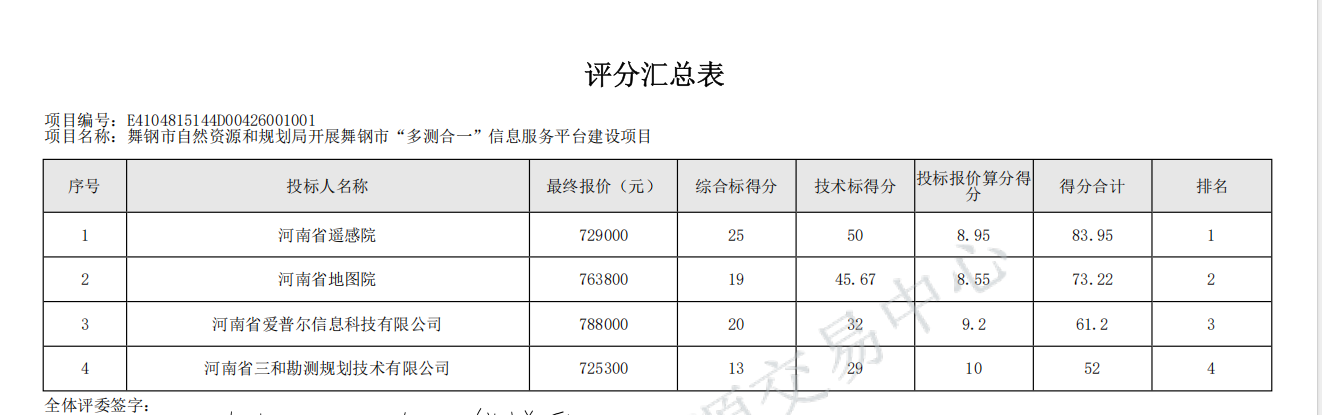 评分汇总表
项目编号：E4104815144D00426001001
项目名称：舞钢市自然资源和规划局开展舞钢市“多测合一”信息服务平台建设项目
序号 投标人名称 最终报价（元） 综合标得分 技术标得分 投标报价算分得分 得分合计 排名
1 河南省遥感院 729000 25 50 8.95 83.95 1
2 河南省地图院 763800 19 45.67 8.55 73.22 2
3 河南省爱普尔信息科技有限公司 788000 20 32 9.2 61.2 3
4 河南省三和勘测规划技术有限公司 725300 13 29 10 52 4
全体评委签字：
源交易中心